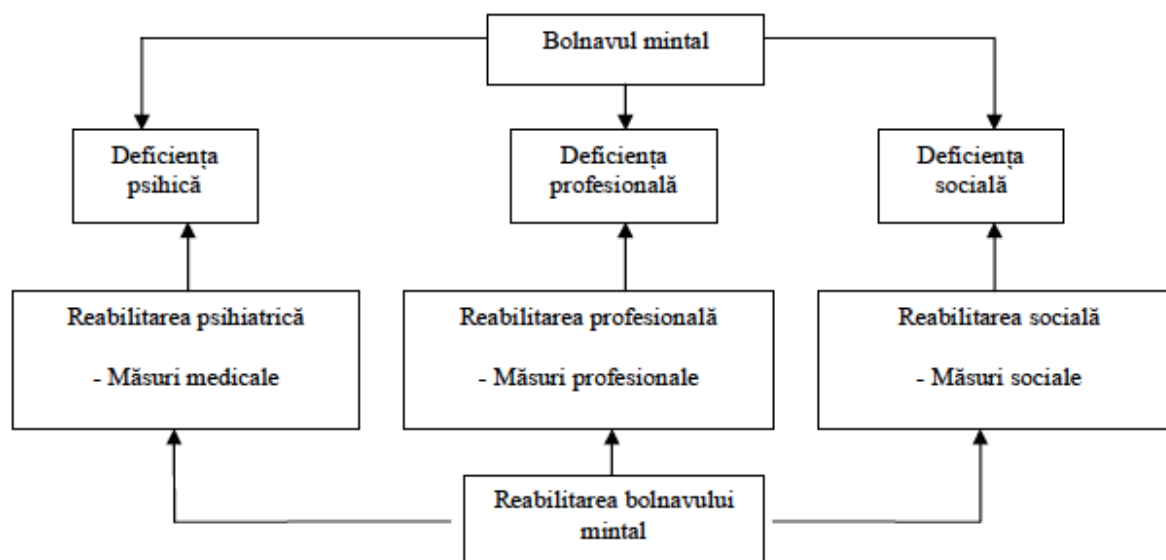 Bolnavul mintal
Deficiența
psihică
Deficiența
profesională
Deficiența
socială
Reabilitarea psihiatrică
- Măsuri medicale
Reabilitarea profesională
- Măsuri profesionale
Reabilitarea socială
- Măsuri sociale
Reabilitarea bolnavului
mintal